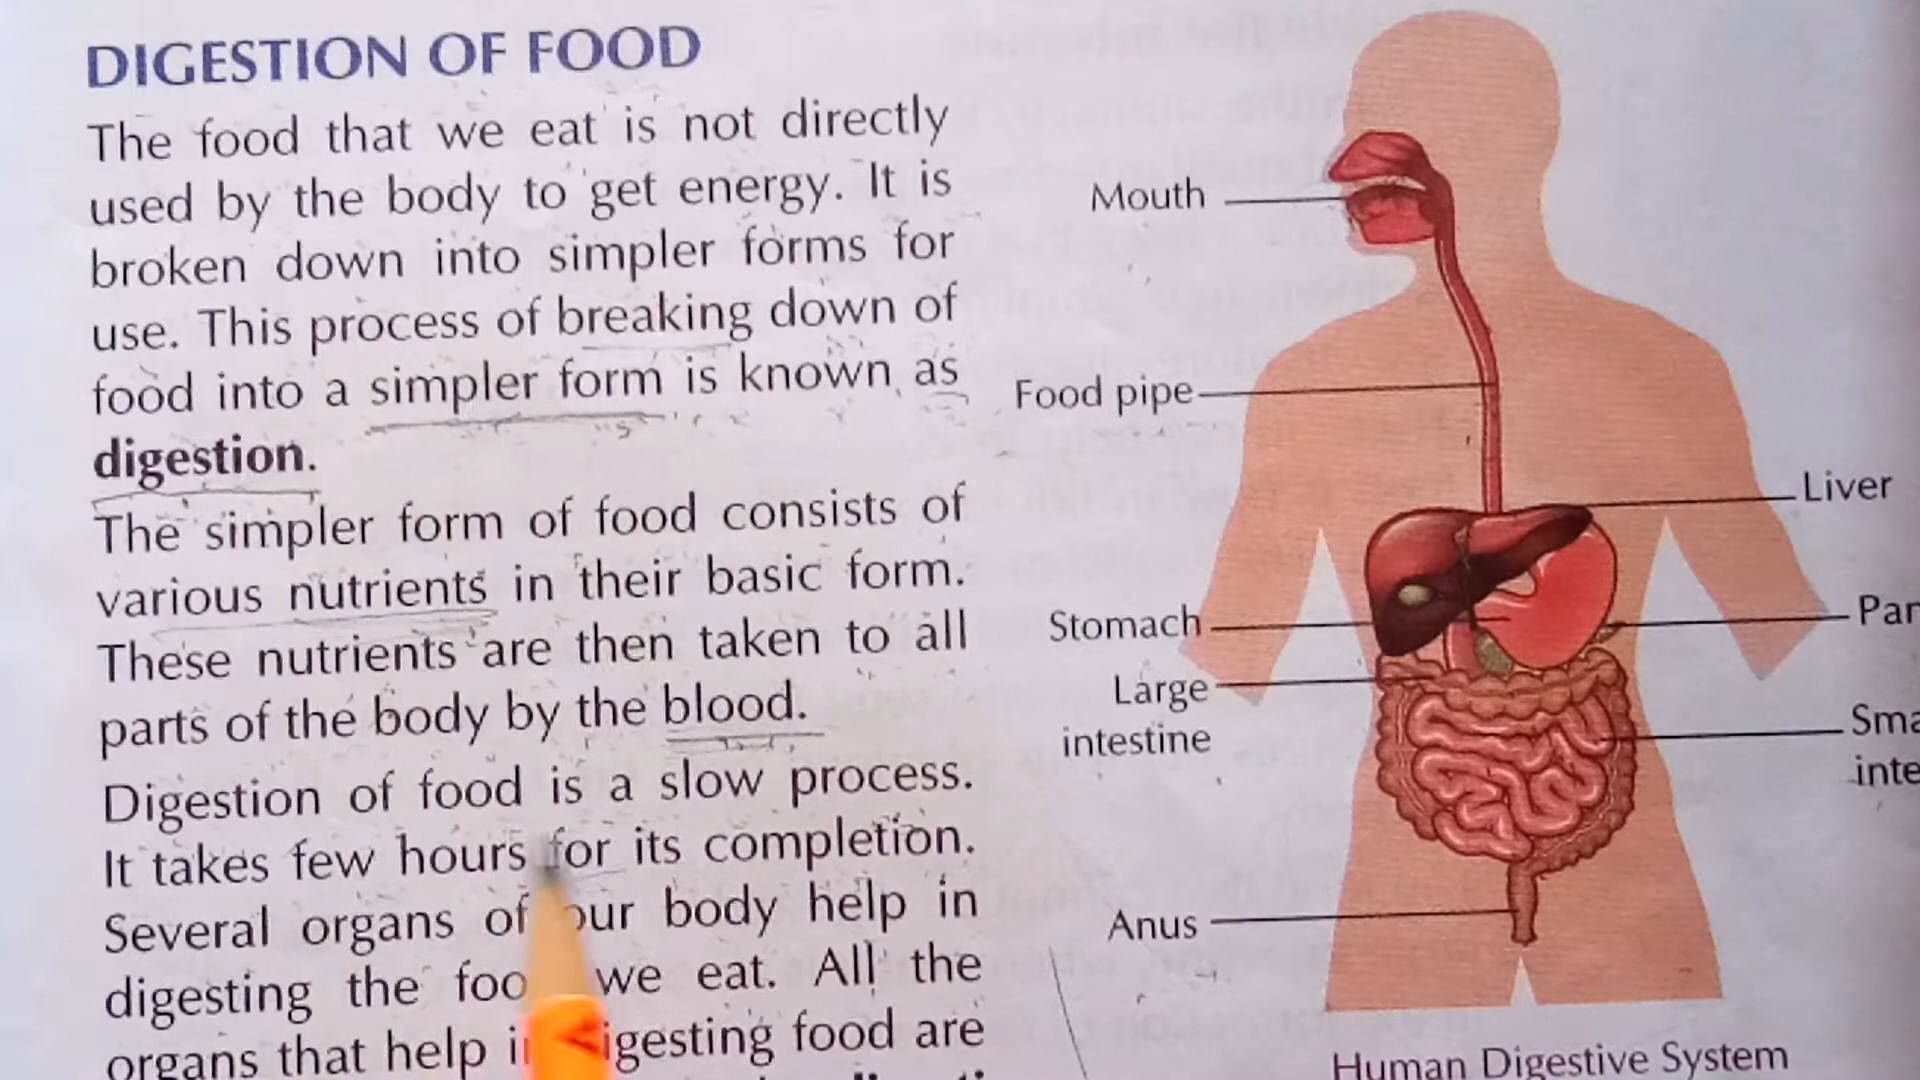 DIGESTION OF FOOD
The food that we eat is not directly
used by the body to get energy. It is
broken down into simpler forms for
use. This process of breaking down of
food into a simpler form is known as
digestion.
The simpler form of food consists of
various nutrients in their basic form.
These nutrients are then taken to all
parts of the body by the blood.
Digestion of food is a slow process.
It takes few hours for its completion.
Several organs of our body help in
digesting the we eat. All the
organs that help digesting food are
Mouth
Food pipe
Liver
Stomach
Par
Large
intestine
Sma
inte
Anus
Human Digestive System